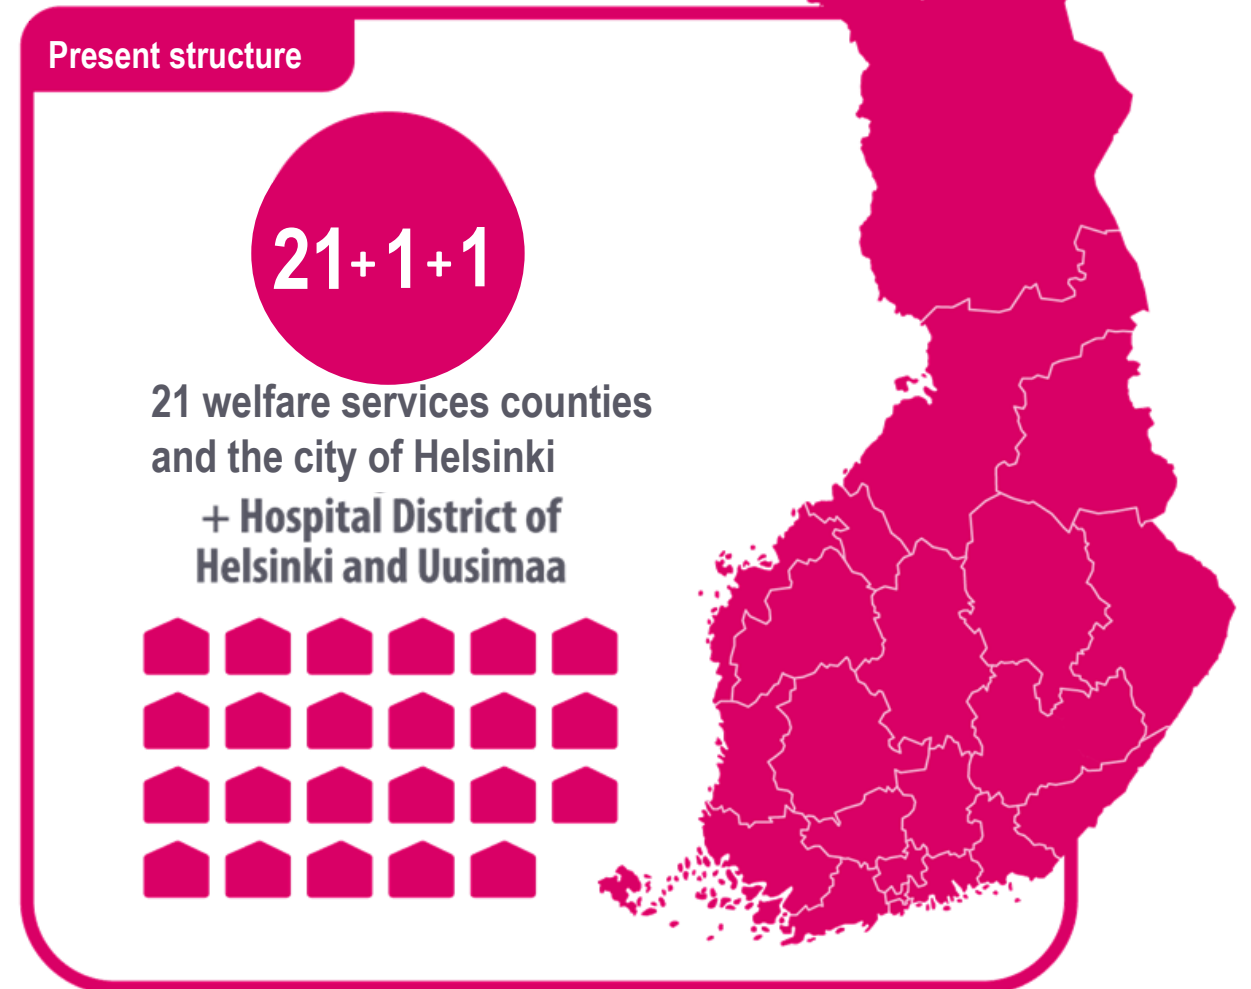 Present structure
21+1+1
21 welfare services counties
and the city of Helsinki
+ Hospital District of
Helsinki and Uusimaa